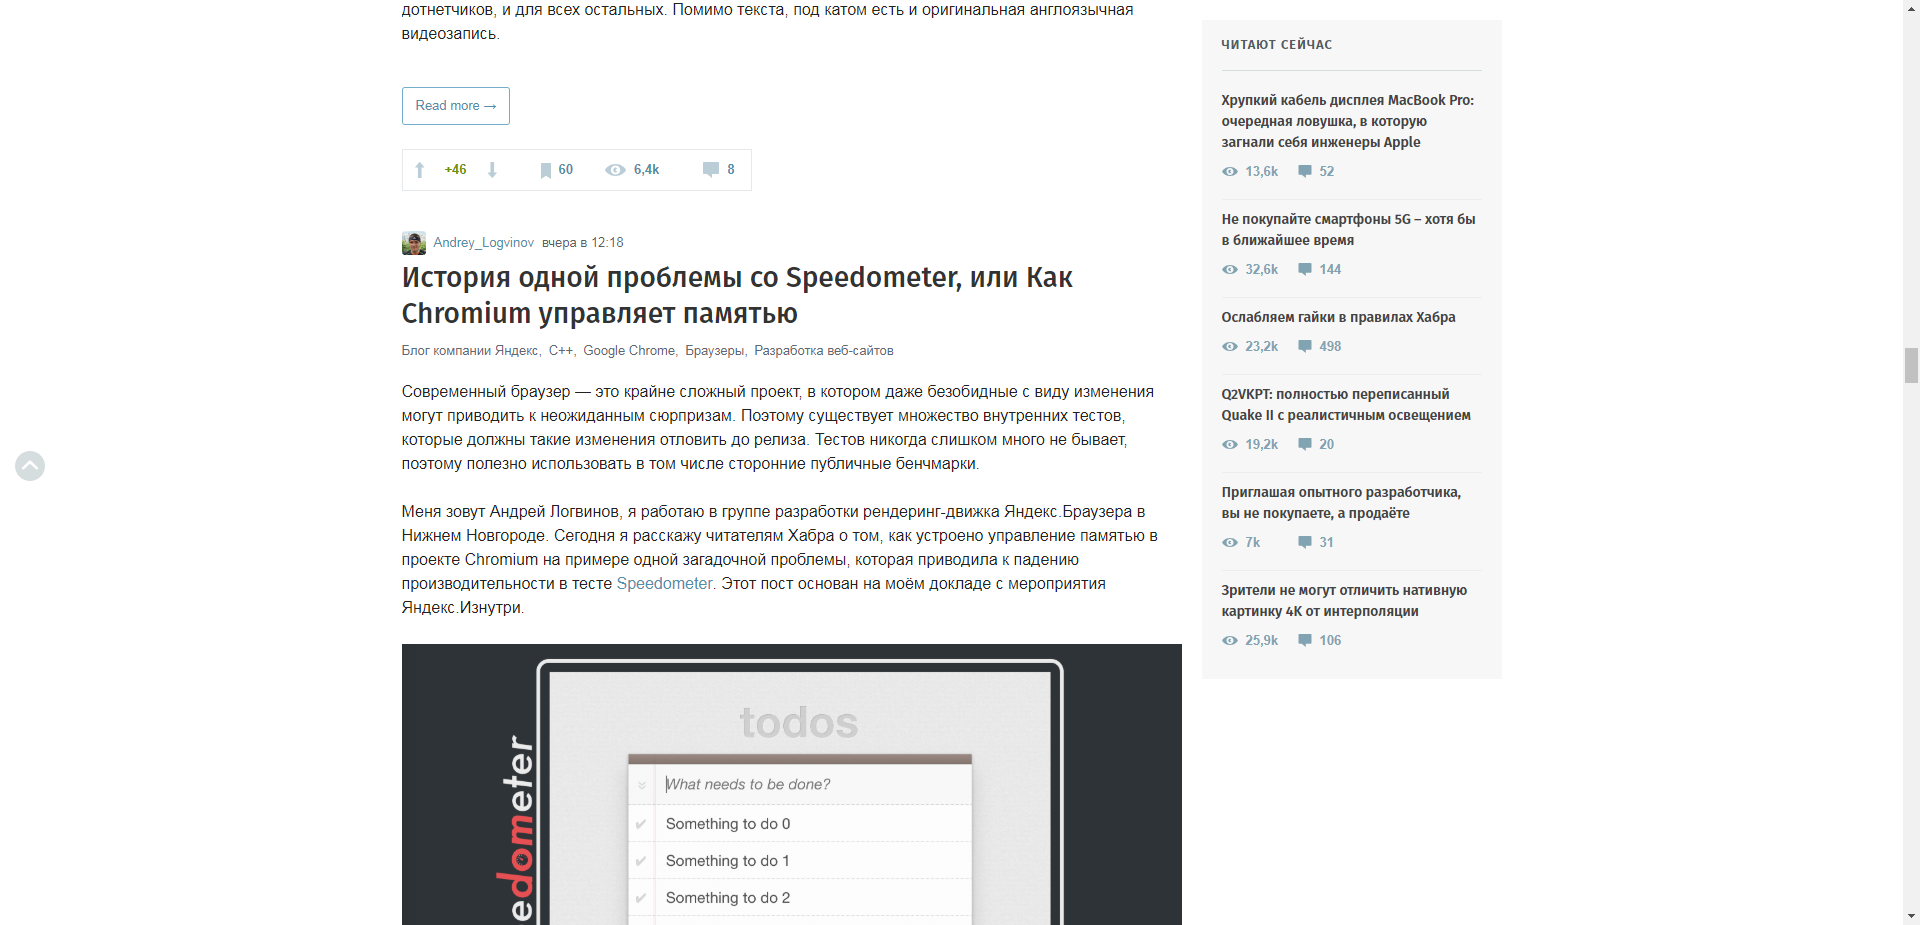 дотнетчиков, и для всех остальных. Помимо текста, под катом есть и оригинальная англоязычная
видеозапись.
Read more →
+46 60 6,4k 8
Andrey_Logvinov вчера в 12:18
История одной проблемы со Speedometer, или Как
Chromium управляет памятью
Блог компании Яндекс, C++, Google Chrome, Браузеры, Разработка веб-сайтов
Современный браузер — это крайне сложный проект, в котором даже безобидные с виду изменения
могут приводить к неожиданным сюрпризам. Поэтому существует множество внутренних тестов,
которые должны такие изменения отловить до релиза. Тестов никогда слишком много не бывает,
поэтому полезно использовать в том числе сторонние публичные бенчмарки.
Меня зовут Андрей Логвинов, я работаю в группе разработки рендеринг-движка Яндекс.Браузера в
Нижнем Новгороде. Сегодня я расскажу читателям Хабра о том, как устроено управление памятью в
проекте Chromium на примере одной загадочной проблемы, которая приводила к падению
производительности в тесте Speedometer. Этот пост основан на моём докладе с мероприятия
Яндекс.Изнутри.
edometer
todos
What needs to be done?
Something to do 0
Something to do 1
Something to do 2
ЧИТАЮТ СЕЙЧАС
Хрупкий кабель дисплея MacBook Pro:
очередная ловушка, в которую
загнали себя инженеры Apple
13,6k 52
Не покупайте смартфоны 5G – хотя бы
в ближайшее время
32,6k 144
Ослабляем гайки в правилах Хабра
23,2k 498
Q2VKPT: полностью переписанный
Quake II с реалистичным освещением
19,2k 20
Приглашая опытного разработчика,
вы не покупаете, а продаёте
7k 31
Зрители не могут отличить нативную
картинку 4K от интерполяции
25,9k 106